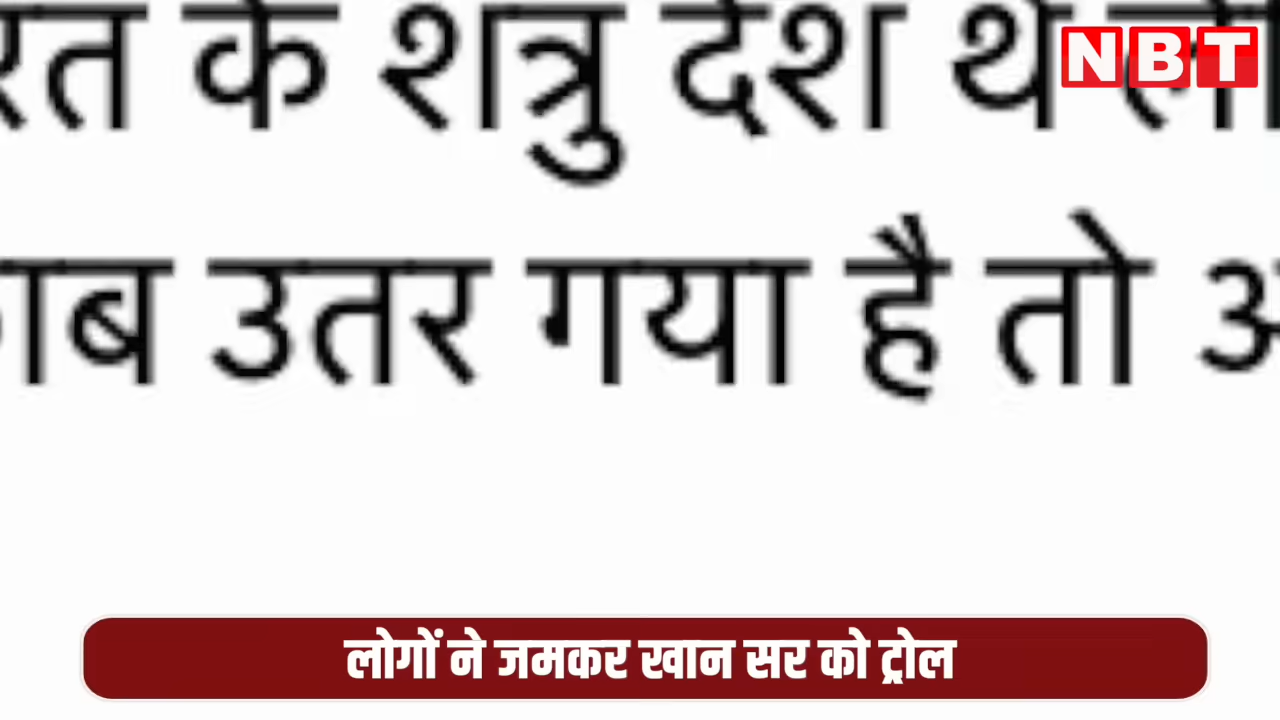 के शत्रु देश थे
NBT
उतर गया है तो
लोगों ने जमकर खान सर को ट्रोल